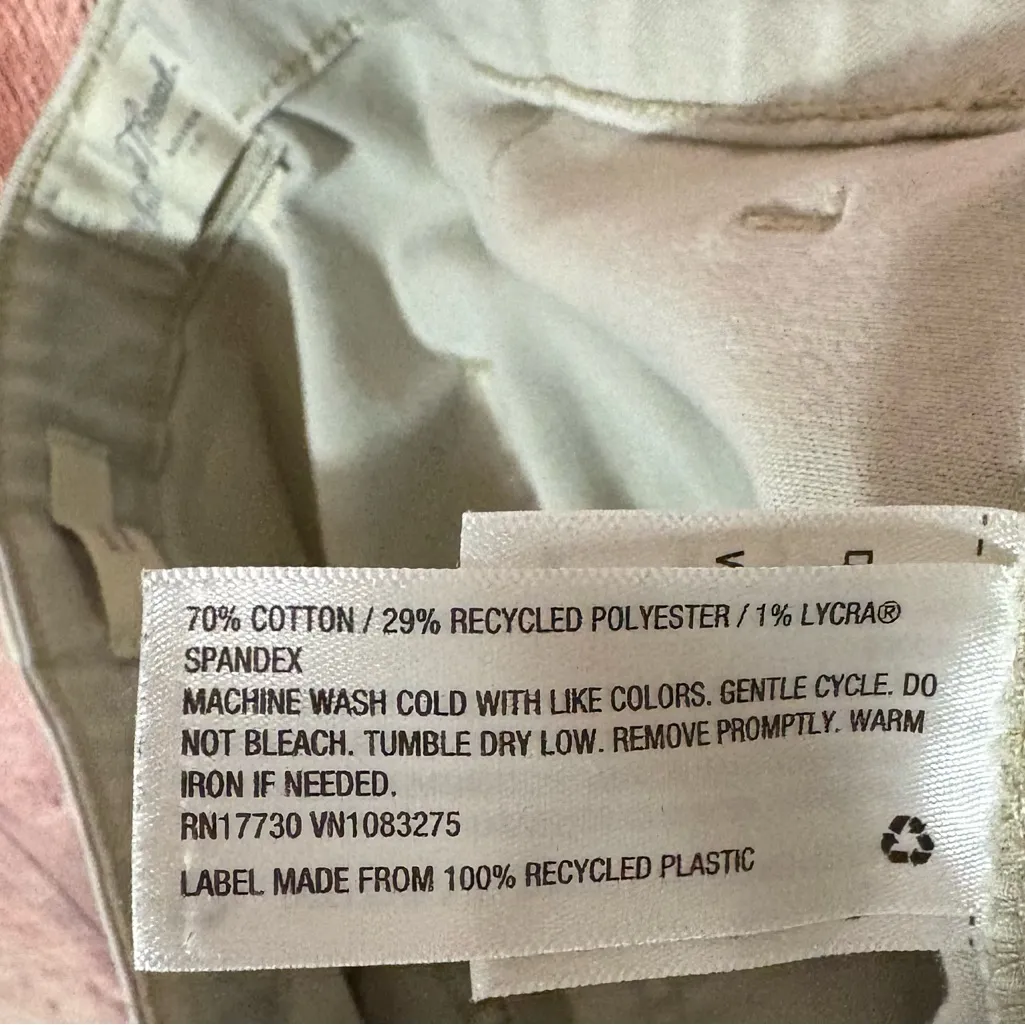 70% COTTON / 29% RECYCLED POLYESTER / 1% LYCRA®
SPANDEX
MACHINE WASH COLD WITH LIKE COLORS. GENTLE CYCLE. DO
NOT BLEACH. TUMBLE DRY LOW. REMOVE PROMPTLY. WARM
IRON IF NEEDED.
RN17730 VN1083275
LABEL MADE FROM 100% RECYCLED PLASTIC